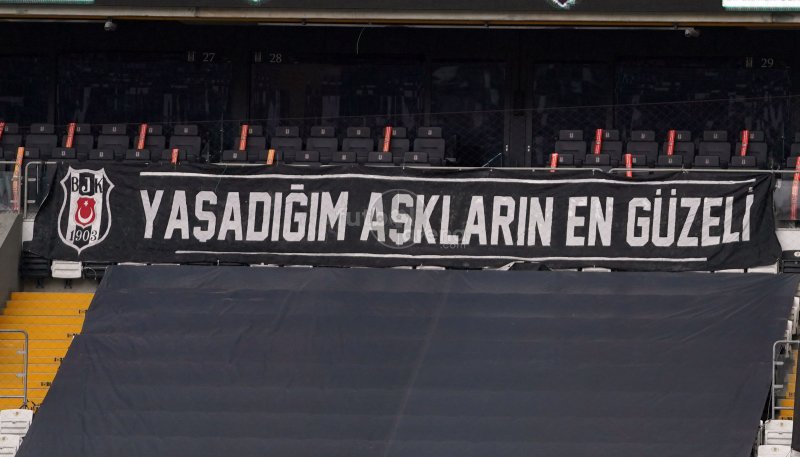 27
28
29
BJK
1903
YAŞADIĞIM AŞKLARIN EN GÜZELİ